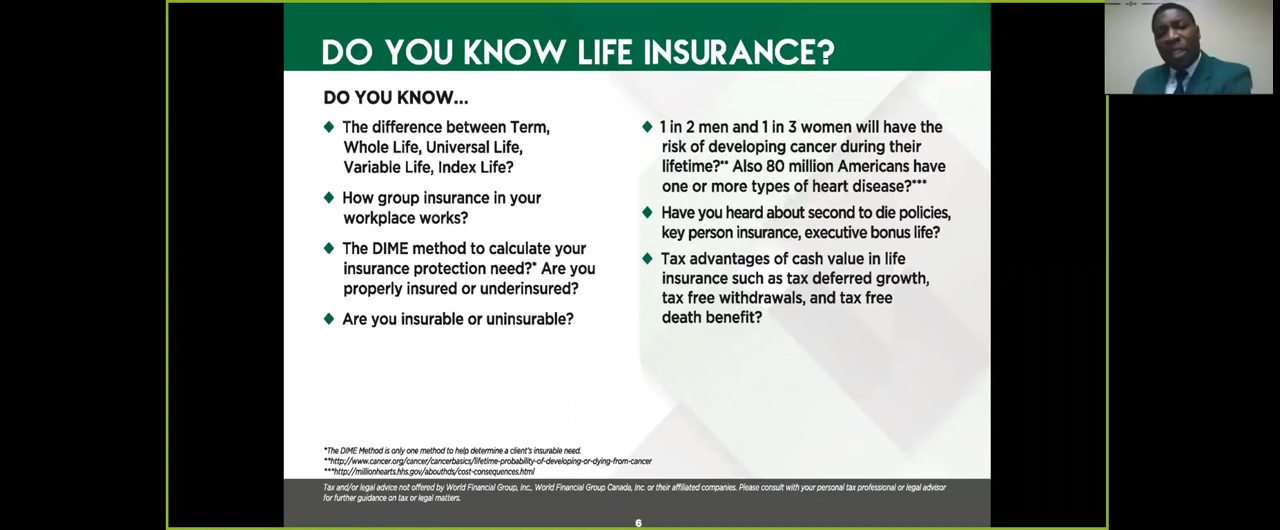 DO YOU KNOW LIFE INSURANCE?
DO YOU KNOW...
The difference between Term,
Whole Life, Universal Life,
Variable Life, Index Life?
How group insurance in your
workplace works?
The DIME method to calculate your
insurance protection need?* Are you
properly insured or underinsured?
Are you insurable or uninsurable?
1 in 2 men and 1 in 3 women will have the
risk of developing cancer during their
lifetime?** Also 80 million Americans have
one or more types of heart disease?***
Have you heard about second to die policies,
key person insurance, executive bonus life?
Tax advantages of cash value in life
insurance such as tax deferred growth,
tax free withdrawals, and tax free
death benefit?
*The DIME Method is only one method to help determine a client's insurable need.
**http://www.cancer.org/cancer/cancerbasics/lifetime-probability-of-developing-or-dying-from-cancer
***http://millionhearts.hhs.gov/abouthds/cost-consequences.html
Tax and/or legal advice not offered by World Financial Group, Inc., World Financial Group Canada, Inc. or their affiliated companies. Please consult with your personal tax professional or legal advisor
for further guidance on tax or legal matters.
6